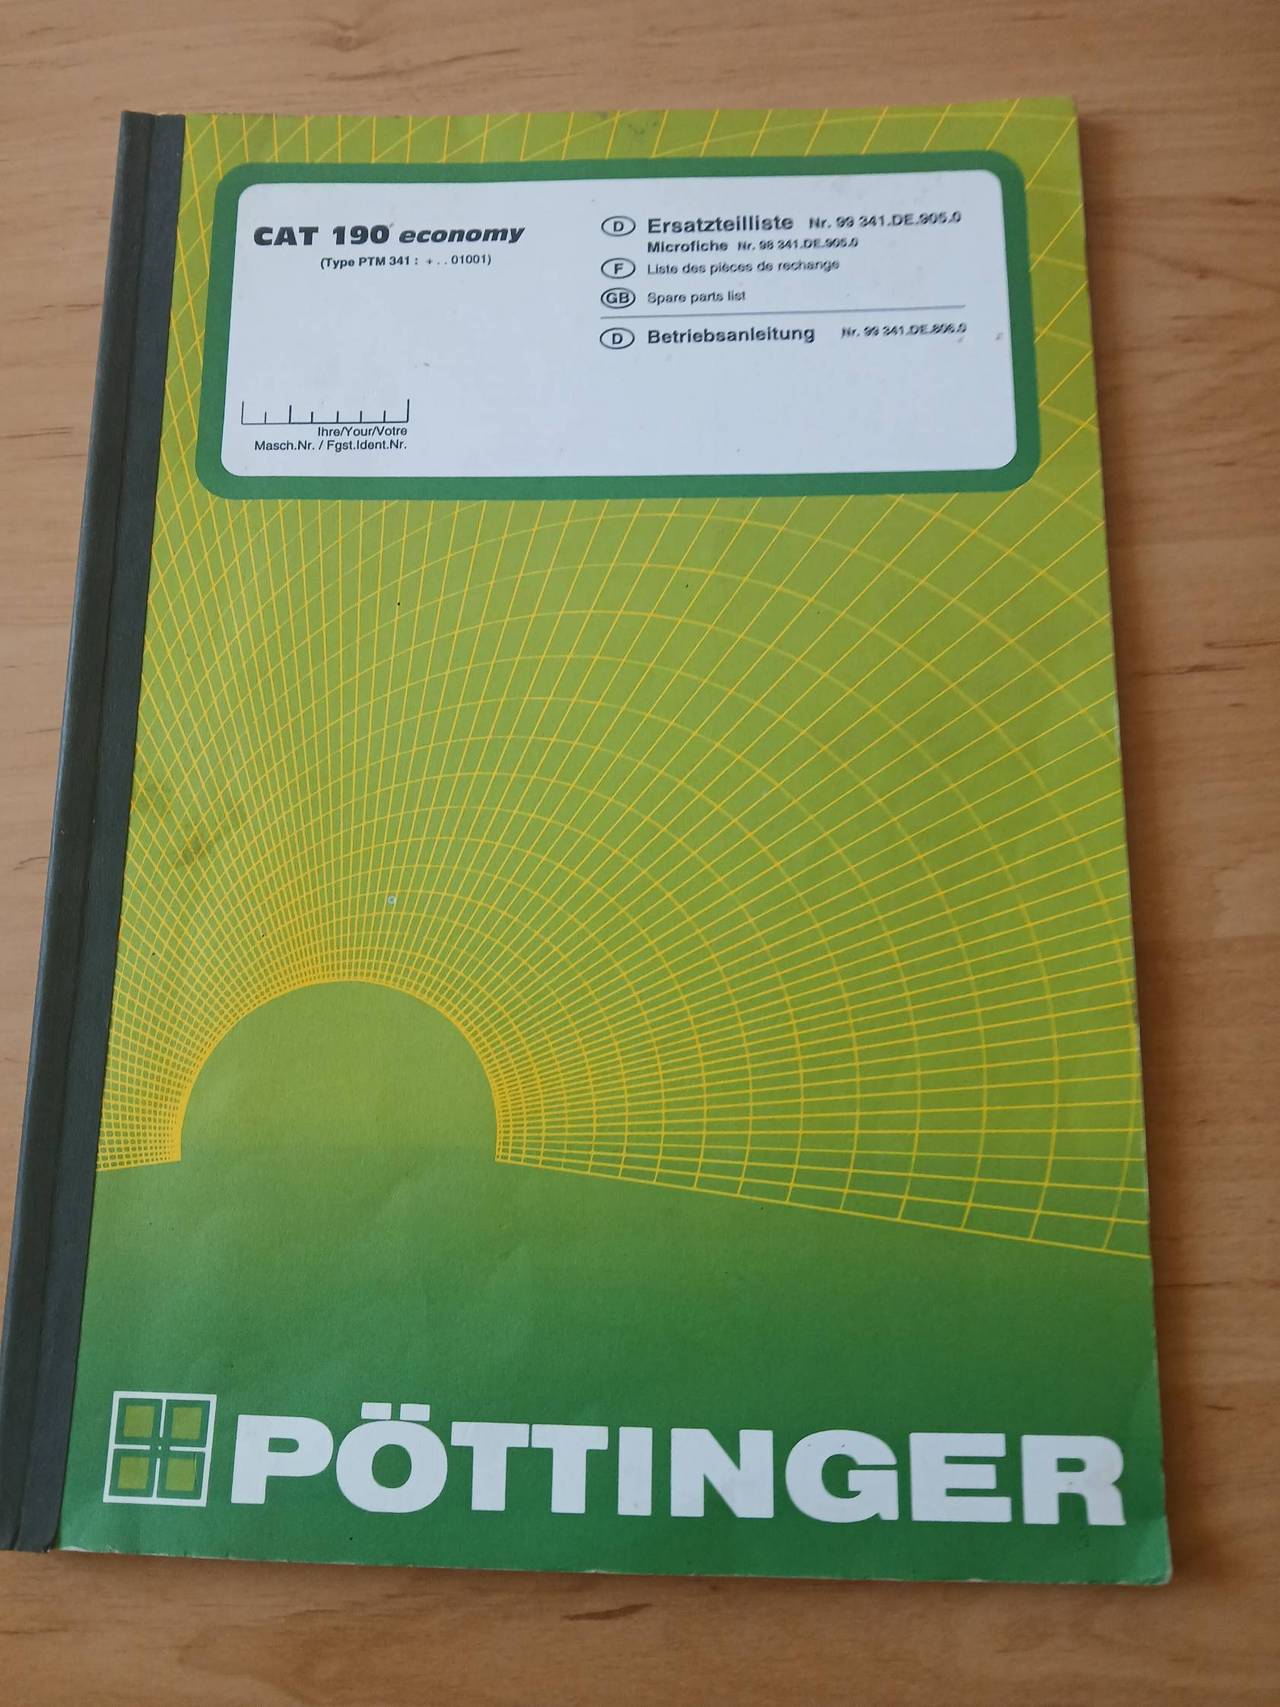 CAT 190 economy
(Type PTM 341 : + . . 01001)
Ihre/Your/Votre
Masch.Nr. / Fgst.Ident.Nr.
D Ersatzteilliste Nr. 99 341.DE.905.0
Microfiche Nr. 98 341.DE.905.0
F Liste des pièces de rechange
GB Spare parts list
D Betriebsanleitung Nr. 99 341.DE.806.0
PÖTTINGER